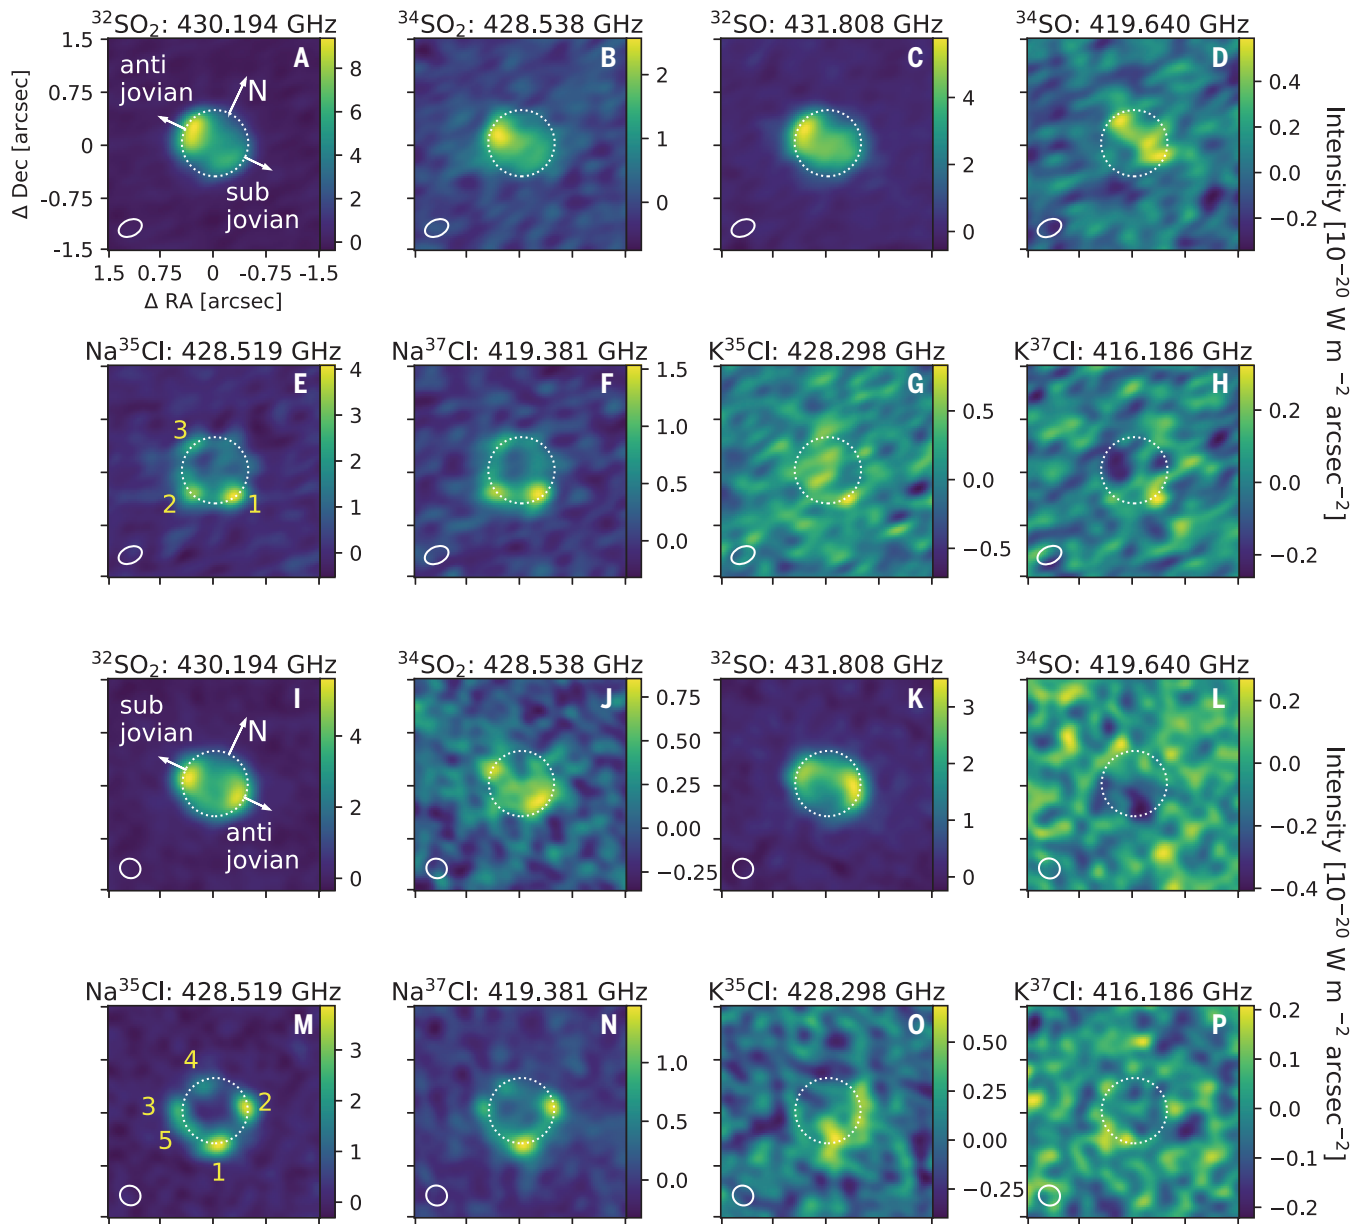 ³²SO₂: 430.194 GHz
³⁴SO₂: 428.538 GHz
³²SO: 431.808 GHz
³⁴SO: 419.640 GHz
A
anti
jovian
N
sub
jovian
1.5
0.75
0
-0.75
-1.5
Δ Dec [arcsec]
1.5 0.75 0 -0.75 -1.5
Δ RA [arcsec]
8
6
4
2
0
B
2
1
0
C
4
2
0
D
0.4
0.2
0.0
−0.2
Intensity [10⁻²⁰ W m ⁻² arcsec⁻²]
Na³⁵Cl: 428.519 GHz
Na³⁷Cl: 419.381 GHz
K³⁵Cl: 428.298 GHz
K³⁷Cl: 416.186 GHz
E
3
2
1
4
3
2
1
0
F
1.5
1.0
0.5
0.0
G
0.5
0.0
−0.5
H
0.2
0.0
−0.2
³²SO₂: 430.194 GHz
³⁴SO₂: 428.538 GHz
³²SO: 431.808 GHz
³⁴SO: 419.640 GHz
I
sub
jovian
N
anti
jovian
4
2
0
J
0.75
0.50
0.25
0.00
−0.25
K
3
2
1
0
L
0.2
0.0
−0.2
−0.4
Intensity [10⁻²⁰ W m ⁻² arcsec⁻²]
Na³⁵Cl: 428.519 GHz
Na³⁷Cl: 419.381 GHz
K³⁵Cl: 428.298 GHz
K³⁷Cl: 416.186 GHz
M
4
3
2
5
1
3
2
1
0
N
1.0
0.5
0.0
O
0.50
0.25
0.00
−0.25
P
0.2
0.1
0.0
−0.1
−0.2